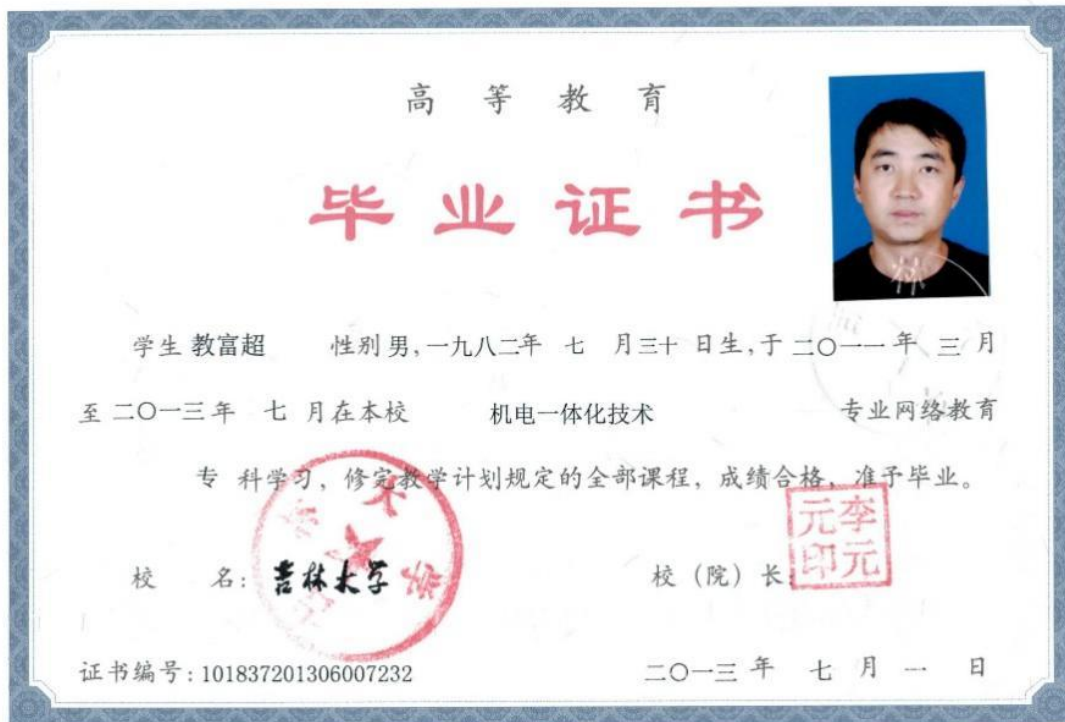 高等教育
毕业证书
林
学生 教富超 性别 男,一九八二年 七 月三十 日生,于 二〇一一 年 三 月
至 二〇一三 年 七 月在本校 机电一体化技术 专业网络教育
专 科学习，修完教学计划规定的全部课程，成绩合格，准予毕业。
校 名: 吉林大学 校（院）长:
吉林大学
李元元印
证书编号: 101837201306007232 二〇一三 年 七 月 一 日